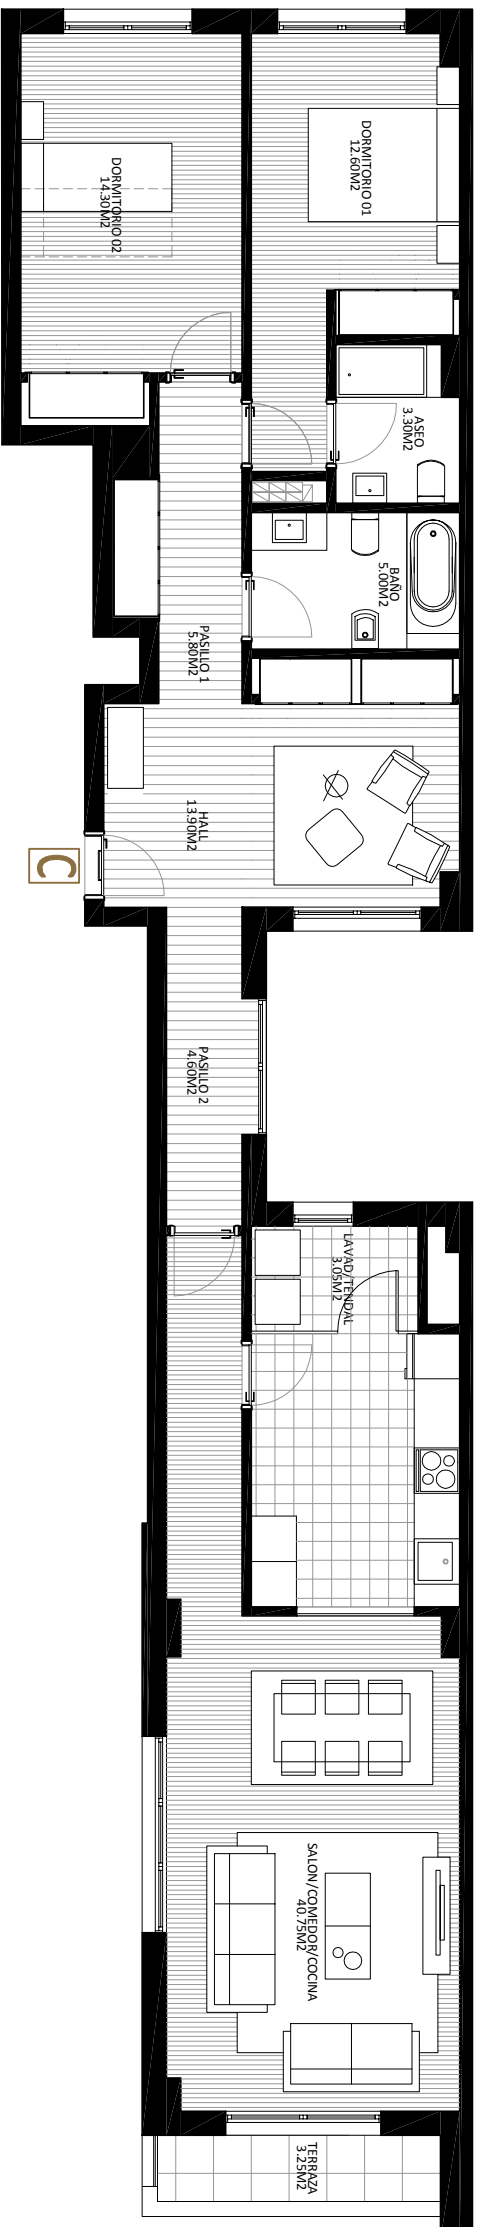 DORMITORIO 01
12.60M2
DORMITORIO 02
14.30M2
ASEO
3.30M2
BAÑO
5.00M2
PASILLO 1
5.80M2
HALL
13.90M2
C
PASILLO 2
4.60M2
LAVAD/TENDAL
3.05M2
SALON/COMEDOR/COCINA
40.75M2
TERRAZA
3.25M2